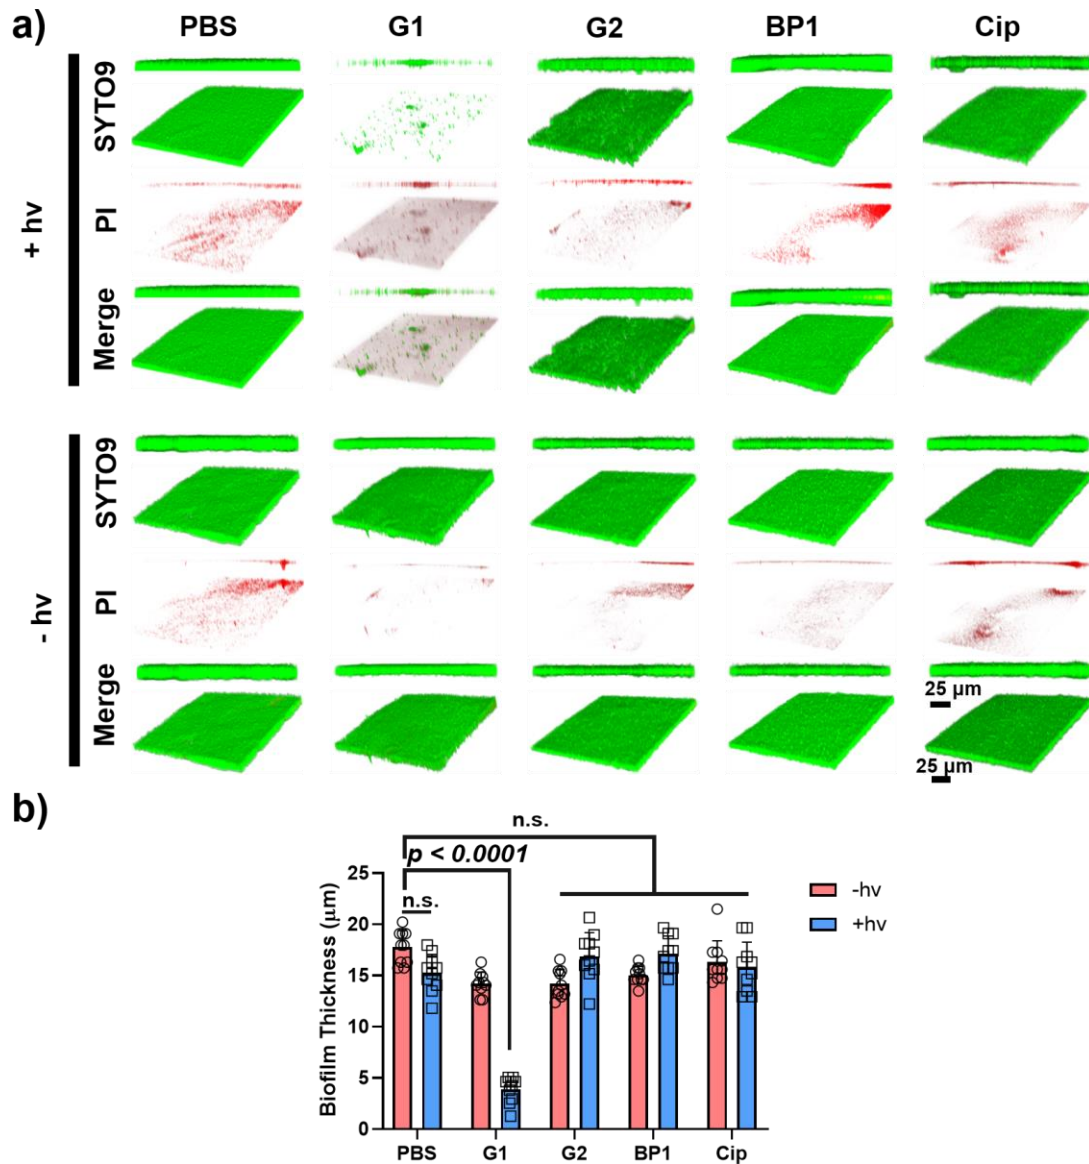 a)
PBS G1 G2 BP1 Cip
+ hv
SYTO9
PI
Merge
- hv
SYTO9
PI
Merge
25 µm
25 µm
b)
n.s.
p < 0.0001
n.s.
Biofilm Thickness (µm)
25
20
15
10
5
0
PBS G1 G2 BP1 Cip
-hv
+hv